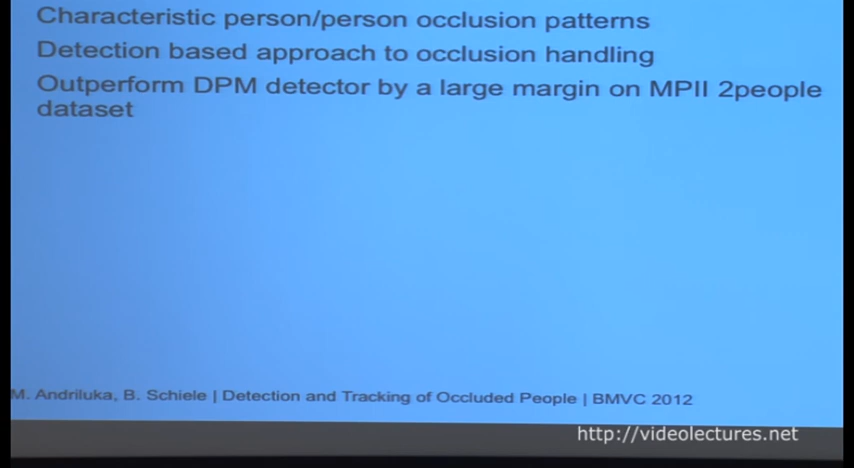 Characteristic person/person occlusion patterns
Detection based approach to occlusion handling
Outperform DPM detector by a large margin on MPII 2people
dataset
M. Andriluka, B. Schiele | Detection and Tracking of Occluded People | BMVC 2012
http://videolectures.net